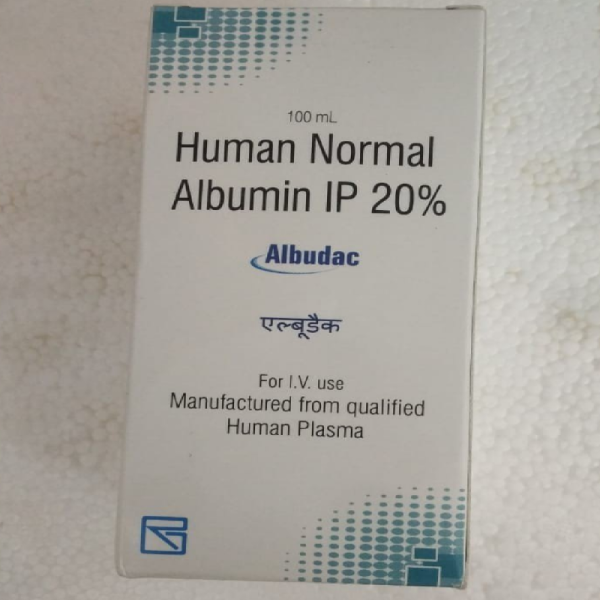 100 mL
Human Normal
Albumin IP 20%
Albudac
एल्बूडैक
For I.V. use
Manufactured from qualified
Human Plasma